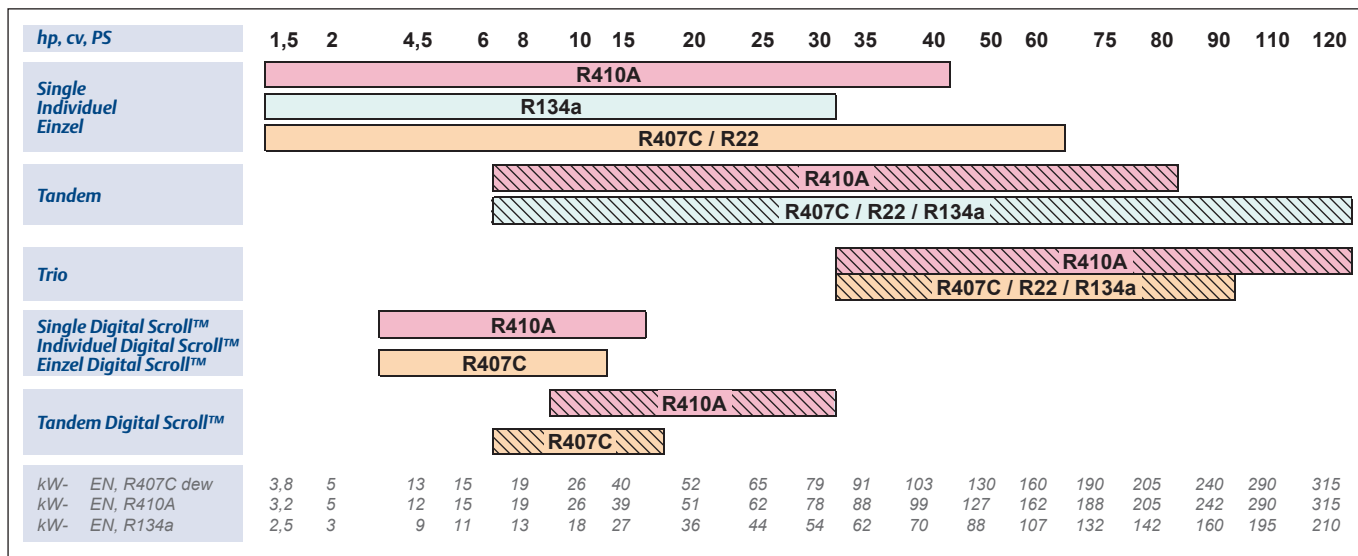 hp, cv, PS 1,5 2 4,5 6 8 10 15 20 25 30 35 40 50 60 75 80 90 110 120
Single
Individuel
Einzel
R410A
R134a
R407C / R22
Tandem
R410A
R407C / R22 / R134a
Trio
R410A
R407C / R22 / R134a
Single Digital Scroll™
Individuel Digital Scroll™
Einzel Digital Scroll™
R410A
R407C
Tandem Digital Scroll™
R410A
R407C
kW- EN, R407C dew 3,8 5 13 15 19 26 40 52 65 79 91 103 130 160 190 205 240 290 315
kW- EN, R410A 3,2 5 12 15 19 26 39 51 62 78 88 99 127 162 188 205 242 290 315
kW- EN, R134a 2,5 3 9 11 13 18 27 36 44 54 62 70 88 107 132 142 160 195 210